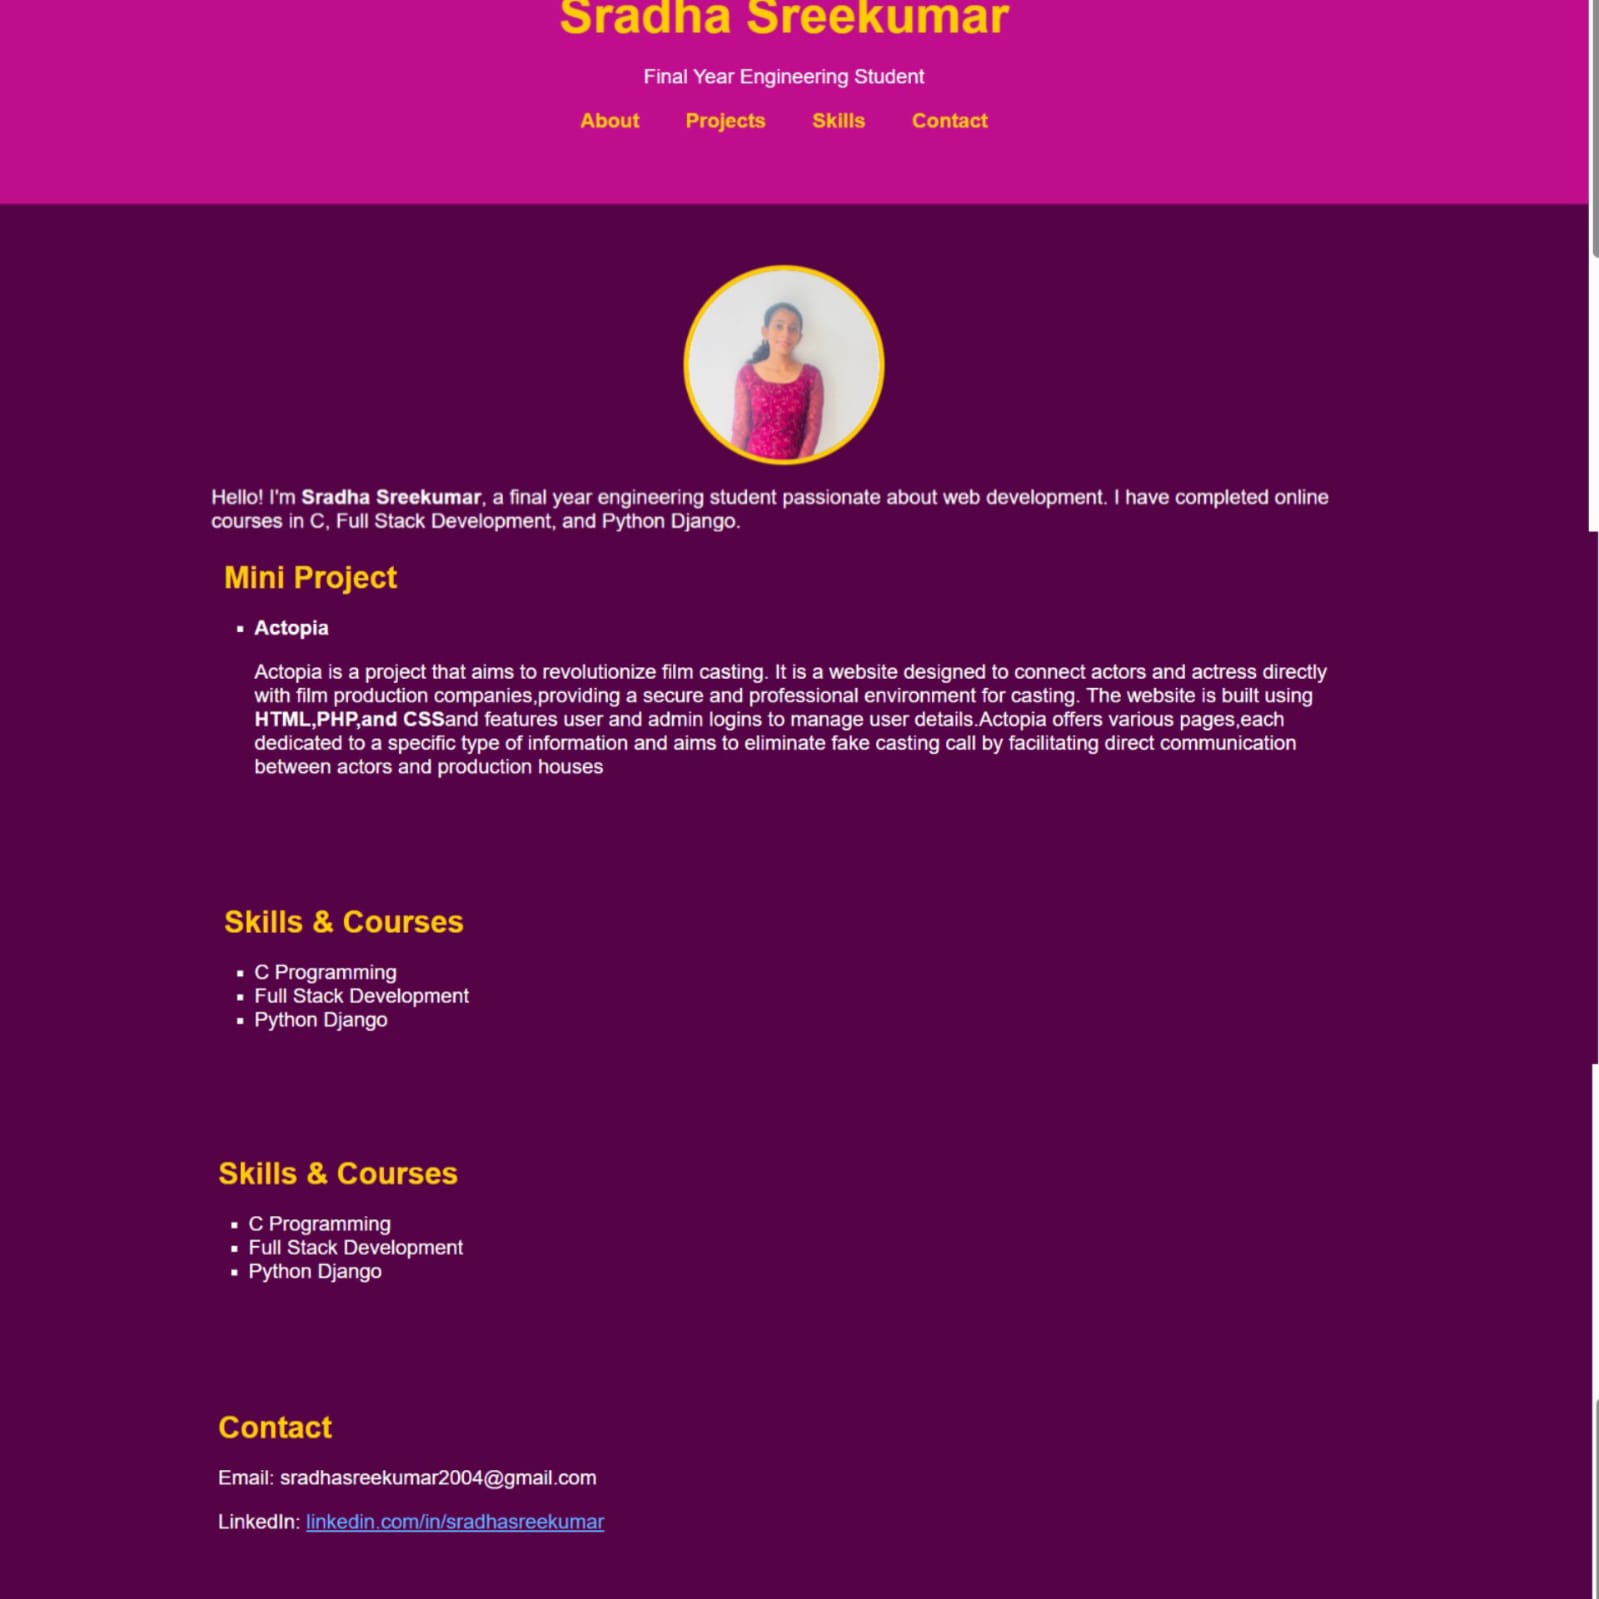 Sradha Sreekumar
Final Year Engineering Student
About Projects Skills Contact
Hello! I'm Sradha Sreekumar, a final year engineering student passionate about web development. I have completed online
courses in C, Full Stack Development, and Python Django.
Mini Project
▪ Actopia
Actopia is a project that aims to revolutionize film casting. It is a website designed to connect actors and actress directly
with film production companies,providing a secure and professional environment for casting. The website is built using
HTML,PHP,and CSSand features user and admin logins to manage user details.Actopia offers various pages,each
dedicated to a specific type of information and aims to eliminate fake casting call by facilitating direct communication
between actors and production houses
Skills & Courses
▪ C Programming
▪ Full Stack Development
▪ Python Django
Skills & Courses
▪ C Programming
▪ Full Stack Development
▪ Python Django
Contact
Email: sradhasreekumar2004@gmail.com
LinkedIn: linkedin.com/in/sradhasreekumar